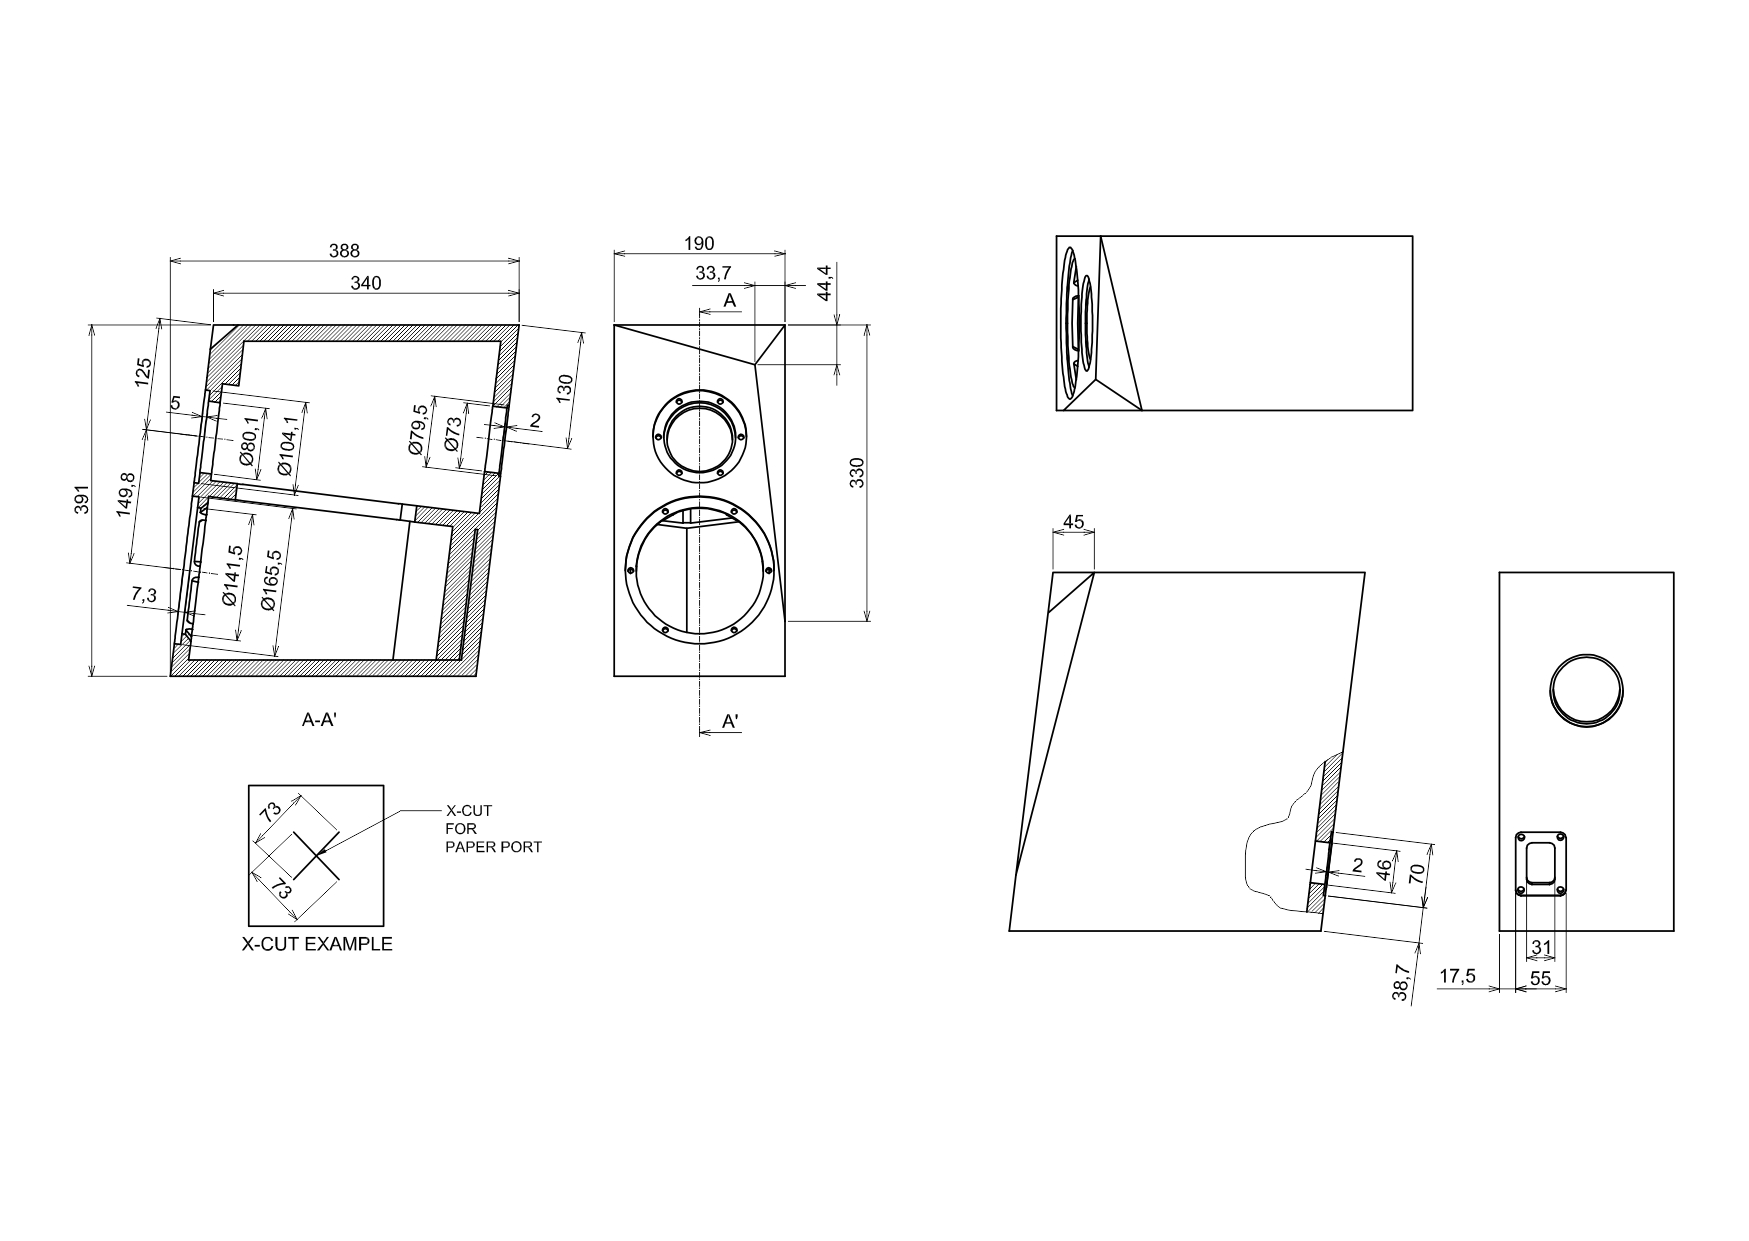 388
340
125
5
Ø80,1
Ø104,1
Ø79,5
Ø73
2
130
391
149,8
7,3
Ø141,5
Ø165,5
A-A'
190
33,7
44,4
A
330
A'
73
73
X-CUT
FOR
PAPER PORT
X-CUT EXAMPLE
45
2
46
70
38,7
31
17,5
55